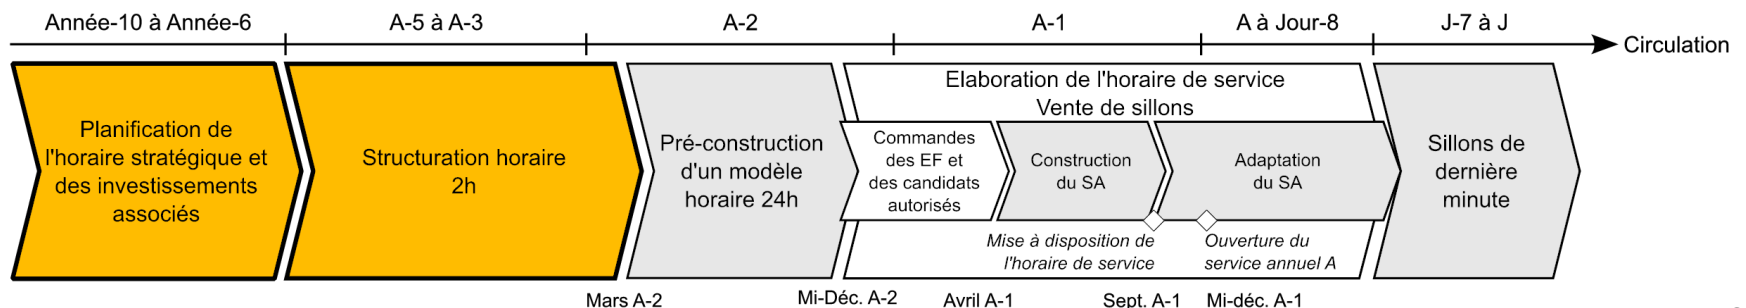 Année-10 à Année-6
A-5 à A-3
A-2
A-1
A à Jour-8
J-7 à J
Circulation
Planification de
l'horaire stratégique et
des investissements
associés
Structuration horaire
2h
Pré-construction
d'un modèle
horaire 24h
Elaboration de l'horaire de service
Vente de sillons
Commandes
des EF et
des candidats
autorisés
Construction
du SA
Adaptation
du SA
Mise à disposition de
l'horaire de service
Ouverture du
service annuel A
Sillons de
dernière
minute
Mars A-2
Mi-Déc. A-2
Avril A-1
Sept. A-1
Mi-déc. A-1